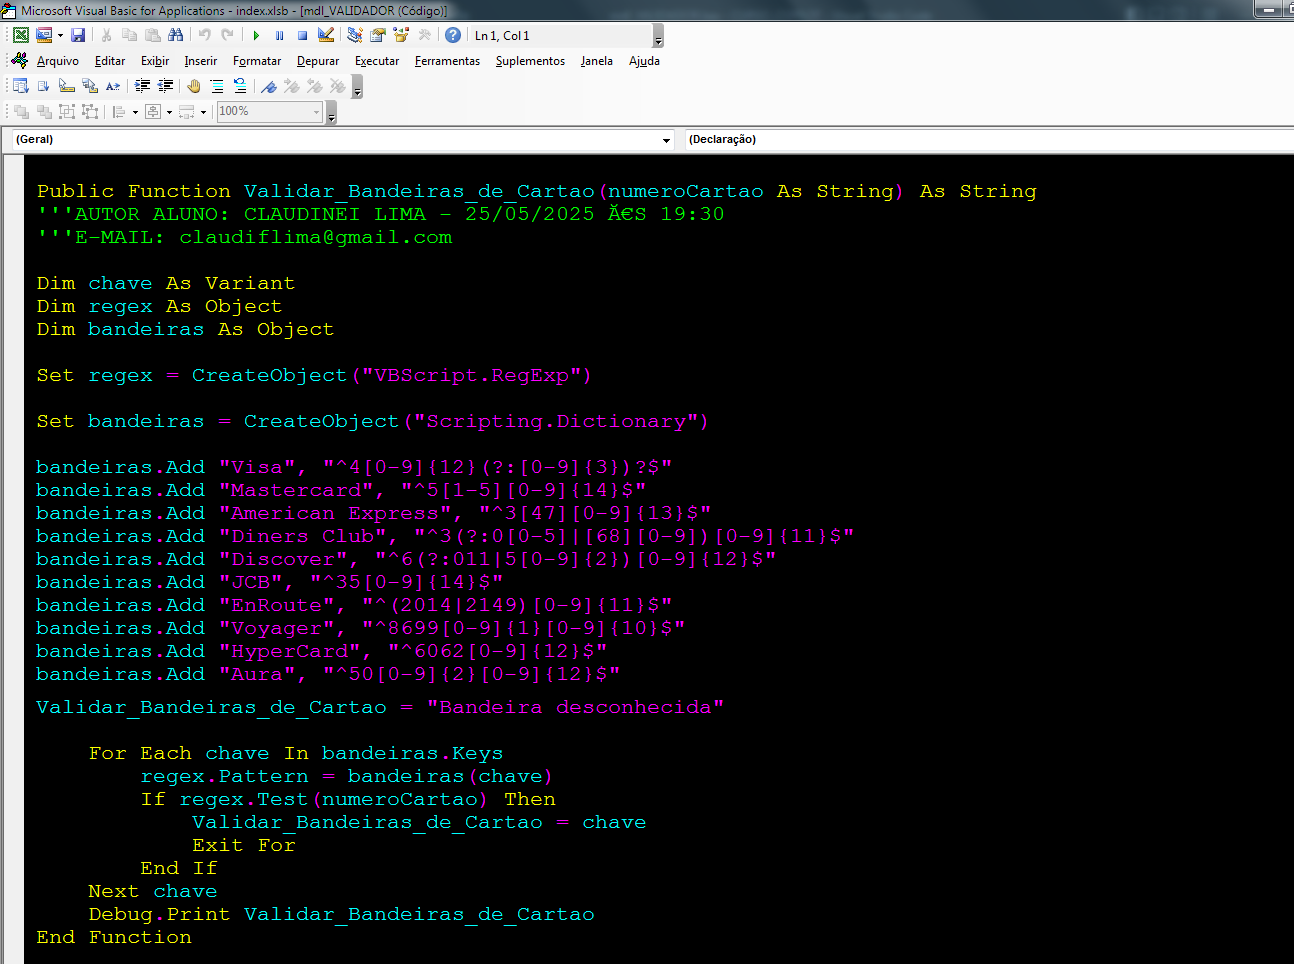 Microsoft Visual Basic for Applications - index.xlsb - [mdl_VALIDADOR (Código)]
Ln 1, Col 1
Arquivo Editar Exibir Inserir Formatar Depurar Executar Ferramentas Suplementos Janela Ajuda
100%
(Geral) (Declaração)
Public Function Validar_Bandeiras_de_Cartao(numeroCartao As String) As String
'''AUTOR ALUNO: CLAUDINEI LIMA - 25/05/2025 Ã€S 19:30
'''E-MAIL: claudiflima@gmail.com
Dim chave As Variant
Dim regex As Object
Dim bandeiras As Object
Set regex = CreateObject("VBScript.RegExp")
Set bandeiras = CreateObject("Scripting.Dictionary")
bandeiras.Add "Visa", "^4[0-9]{12}(?:[0-9]{3})?$"
bandeiras.Add "Mastercard", "^5[1-5][0-9]{14}$"
bandeiras.Add "American Express", "^3[47][0-9]{13}$"
bandeiras.Add "Diners Club", "^3(?:0[0-5]|[68][0-9])[0-9]{11}$"
bandeiras.Add "Discover", "^6(?:011|5[0-9]{2})[0-9]{12}$"
bandeiras.Add "JCB", "^35[0-9]{14}$"
bandeiras.Add "EnRoute", "^(2014|2149)[0-9]{11}$"
bandeiras.Add "Voyager", "^8699[0-9]{1}[0-9]{10}$"
bandeiras.Add "HyperCard", "^6062[0-9]{12}$"
bandeiras.Add "Aura", "^50[0-9]{2}[0-9]{12}$"
Validar_Bandeiras_de_Cartao = "Bandeira desconhecida"
For Each chave In bandeiras.Keys
regex.Pattern = bandeiras(chave)
If regex.Test(numeroCartao) Then
Validar_Bandeiras_de_Cartao = chave
Exit For
End If
Next chave
Debug.Print Validar_Bandeiras_de_Cartao
End Function